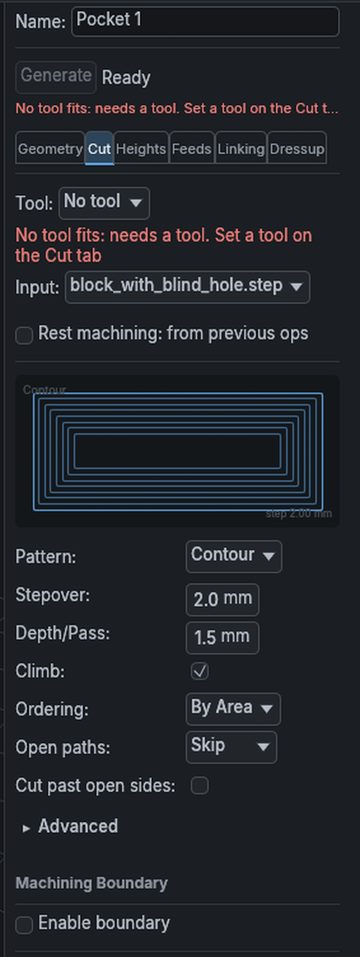 Name: Pocket 1
Generate Ready
No tool fits: needs a tool. Set a tool on the Cut t...
Geometry Cut Heights Feeds Linking Dressup
Tool: No tool
No tool fits: needs a tool. Set a tool on
the Cut tab
Input: block_with_blind_hole.step
Rest machining: from previous ops
Contour
step 2.00 mm
Pattern: Contour
Stepover: 2.0 mm
Depth/Pass: 1.5 mm
Climb:
Ordering: By Area
Open paths: Skip
Cut past open sides:
Advanced
Machining Boundary
Enable boundary